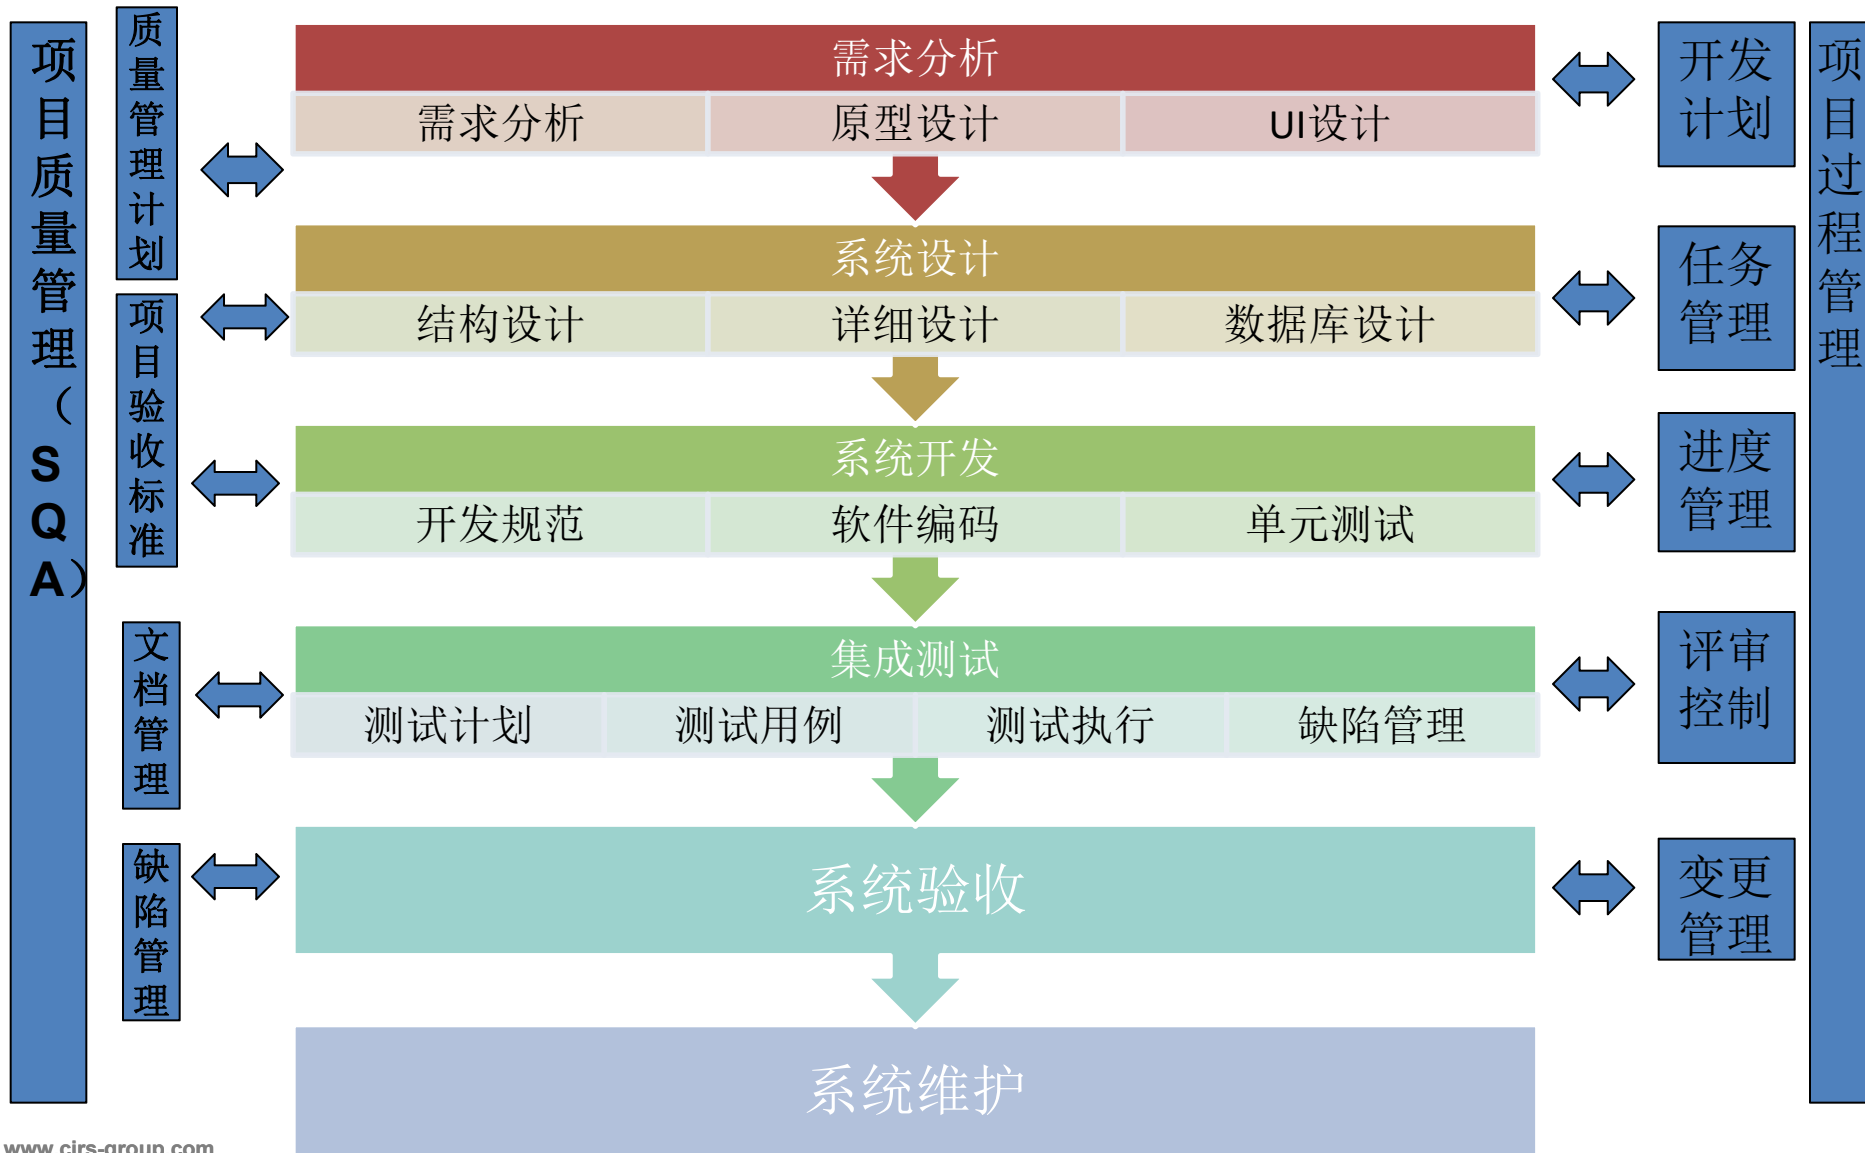 项目质量管理（SQA）
质量管理计划
项目验收标准
文档管理
缺陷管理
需求分析
需求分析 原型设计 UI设计
系统设计
结构设计 详细设计 数据库设计
系统开发
开发规范 软件编码 单元测试
集成测试
测试计划 测试用例 测试执行 缺陷管理
系统验收
系统维护
开发
计划
任务
管理
进度
管理
评审
控制
变更
管理
项目过程管理
www.cirs-group.com